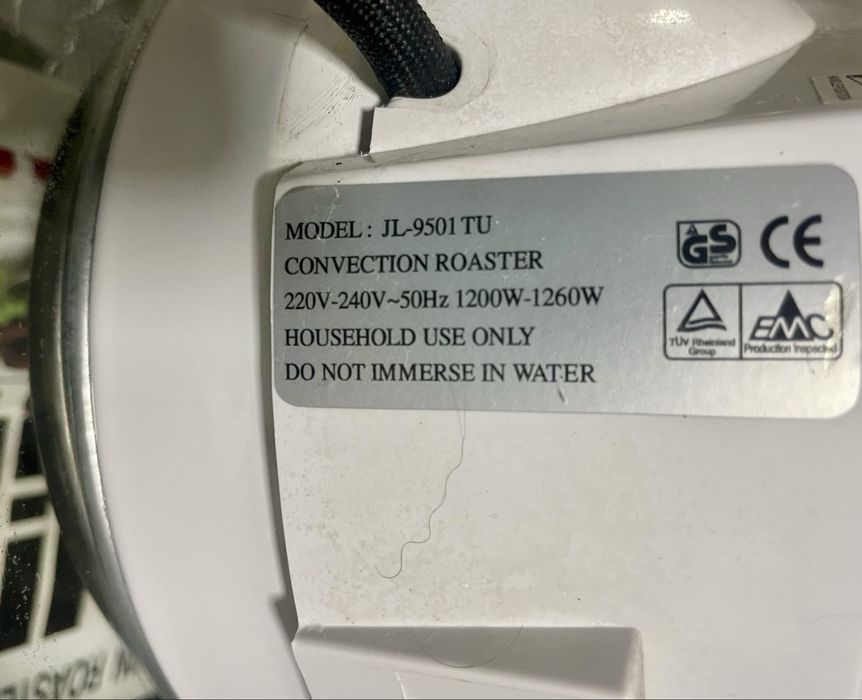 MODEL : JL-9501 TU
CONVECTION ROASTER
220V-240V~50Hz 1200W-1260W
HOUSEHOLD USE ONLY
DO NOT IMMERSE IN WATER
GS CE
TÜV Rheinland
Group
EMC
Production Inspected